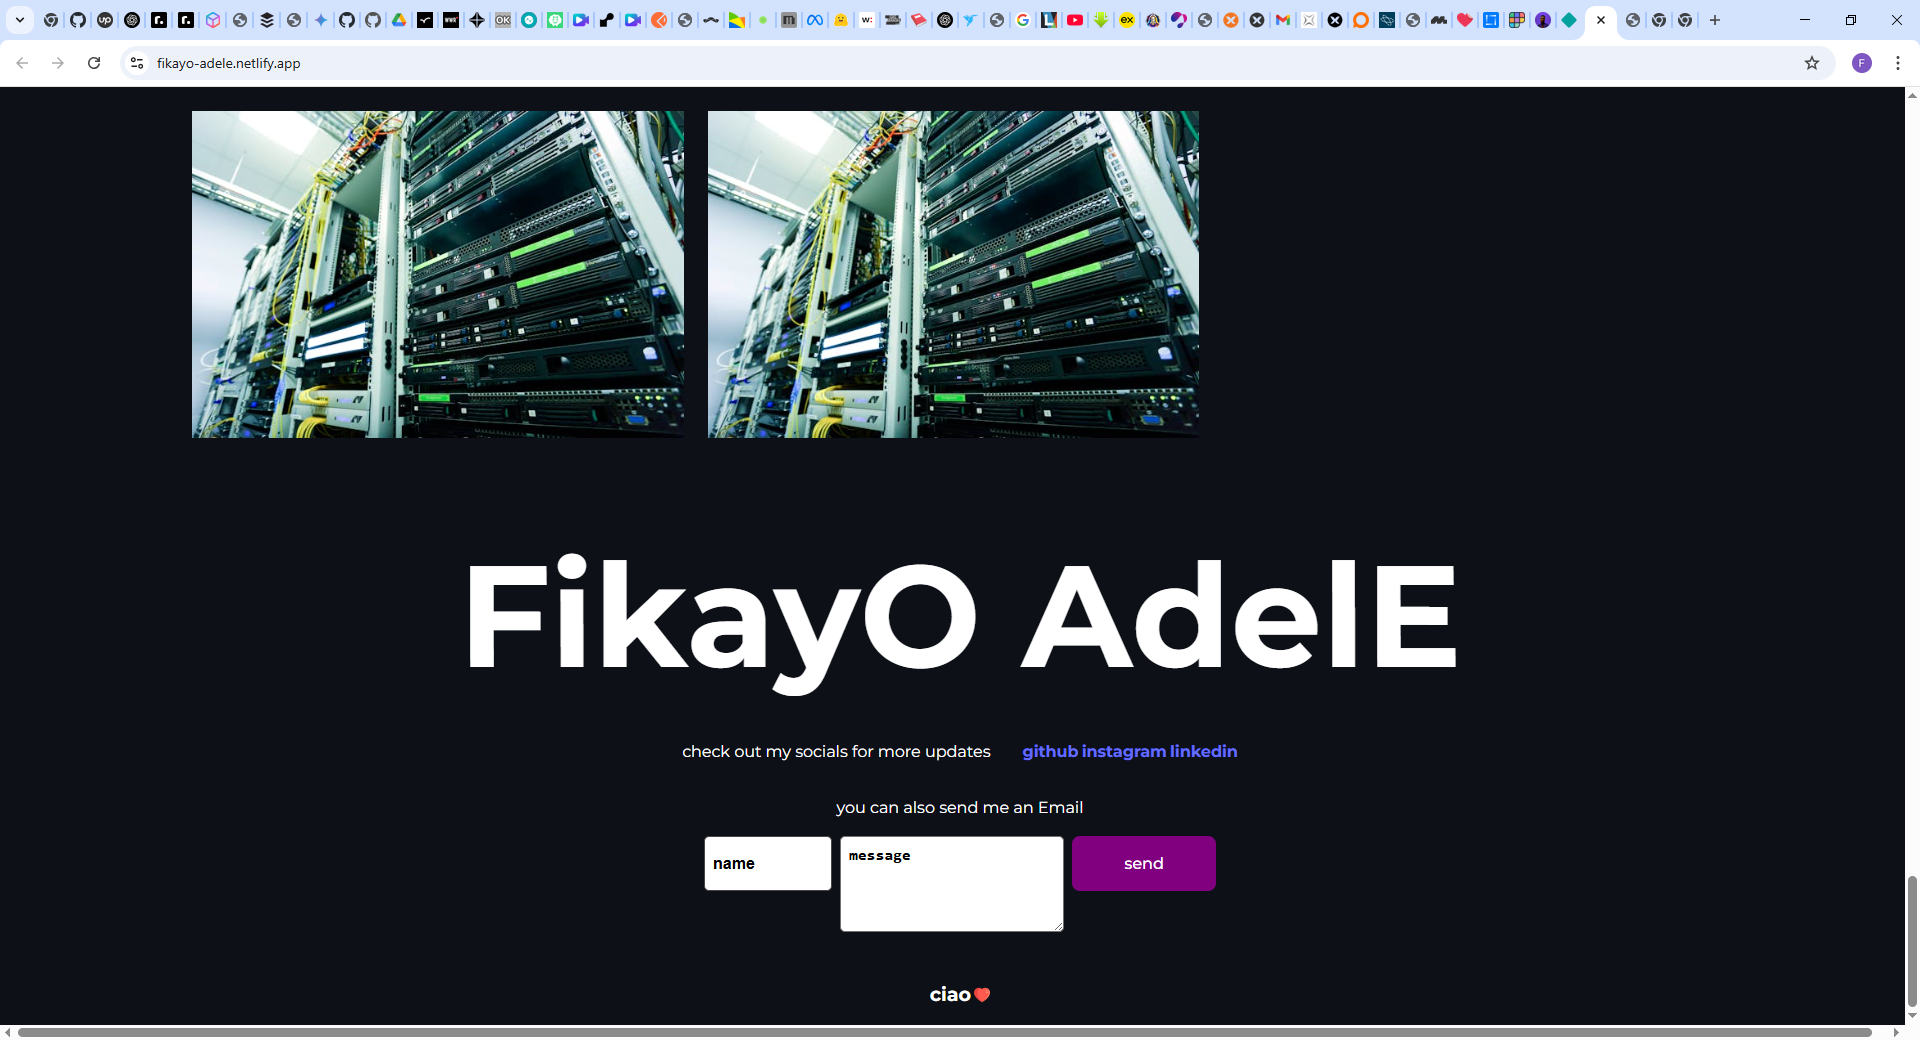 fikayo-adele.netlify.app
F
FikayO AdelE
check out my socials for more updates github instagram linkedin
you can also send me an Email
name
message
send
ciao